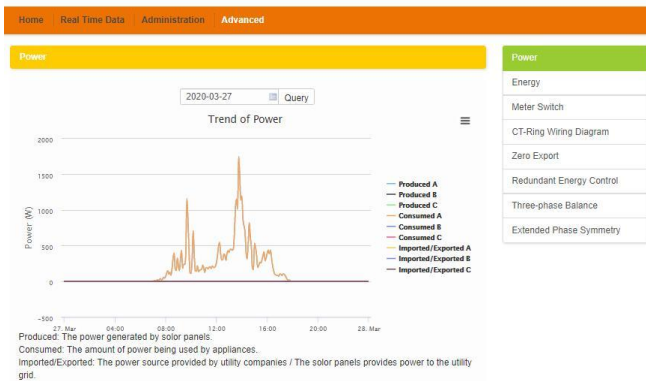 Home Real Time Data Administration Advanced
Power
2020-03-27 Query
Trend of Power
2000
1500
1000
500
0
-500
Power (W)
27. Mar 04:00 08:00 12:00 16:00 20:00 28. Mar
Produced A
Produced B
Produced C
Consumed A
Consumed B
Consumed C
Imported/Exported A
Imported/Exported B
Imported/Exported C
Produced: The power generated by solor panels.
Consumed: The amount of power being used by appliances.
Imported/Exported: The power source provided by utility companies / The solor panels provides power to the utility
grid.
Power
Energy
Meter Switch
CT-Ring Wiring Diagram
Zero Export
Redundant Energy Control
Three-phase Balance
Extended Phase Symmetry